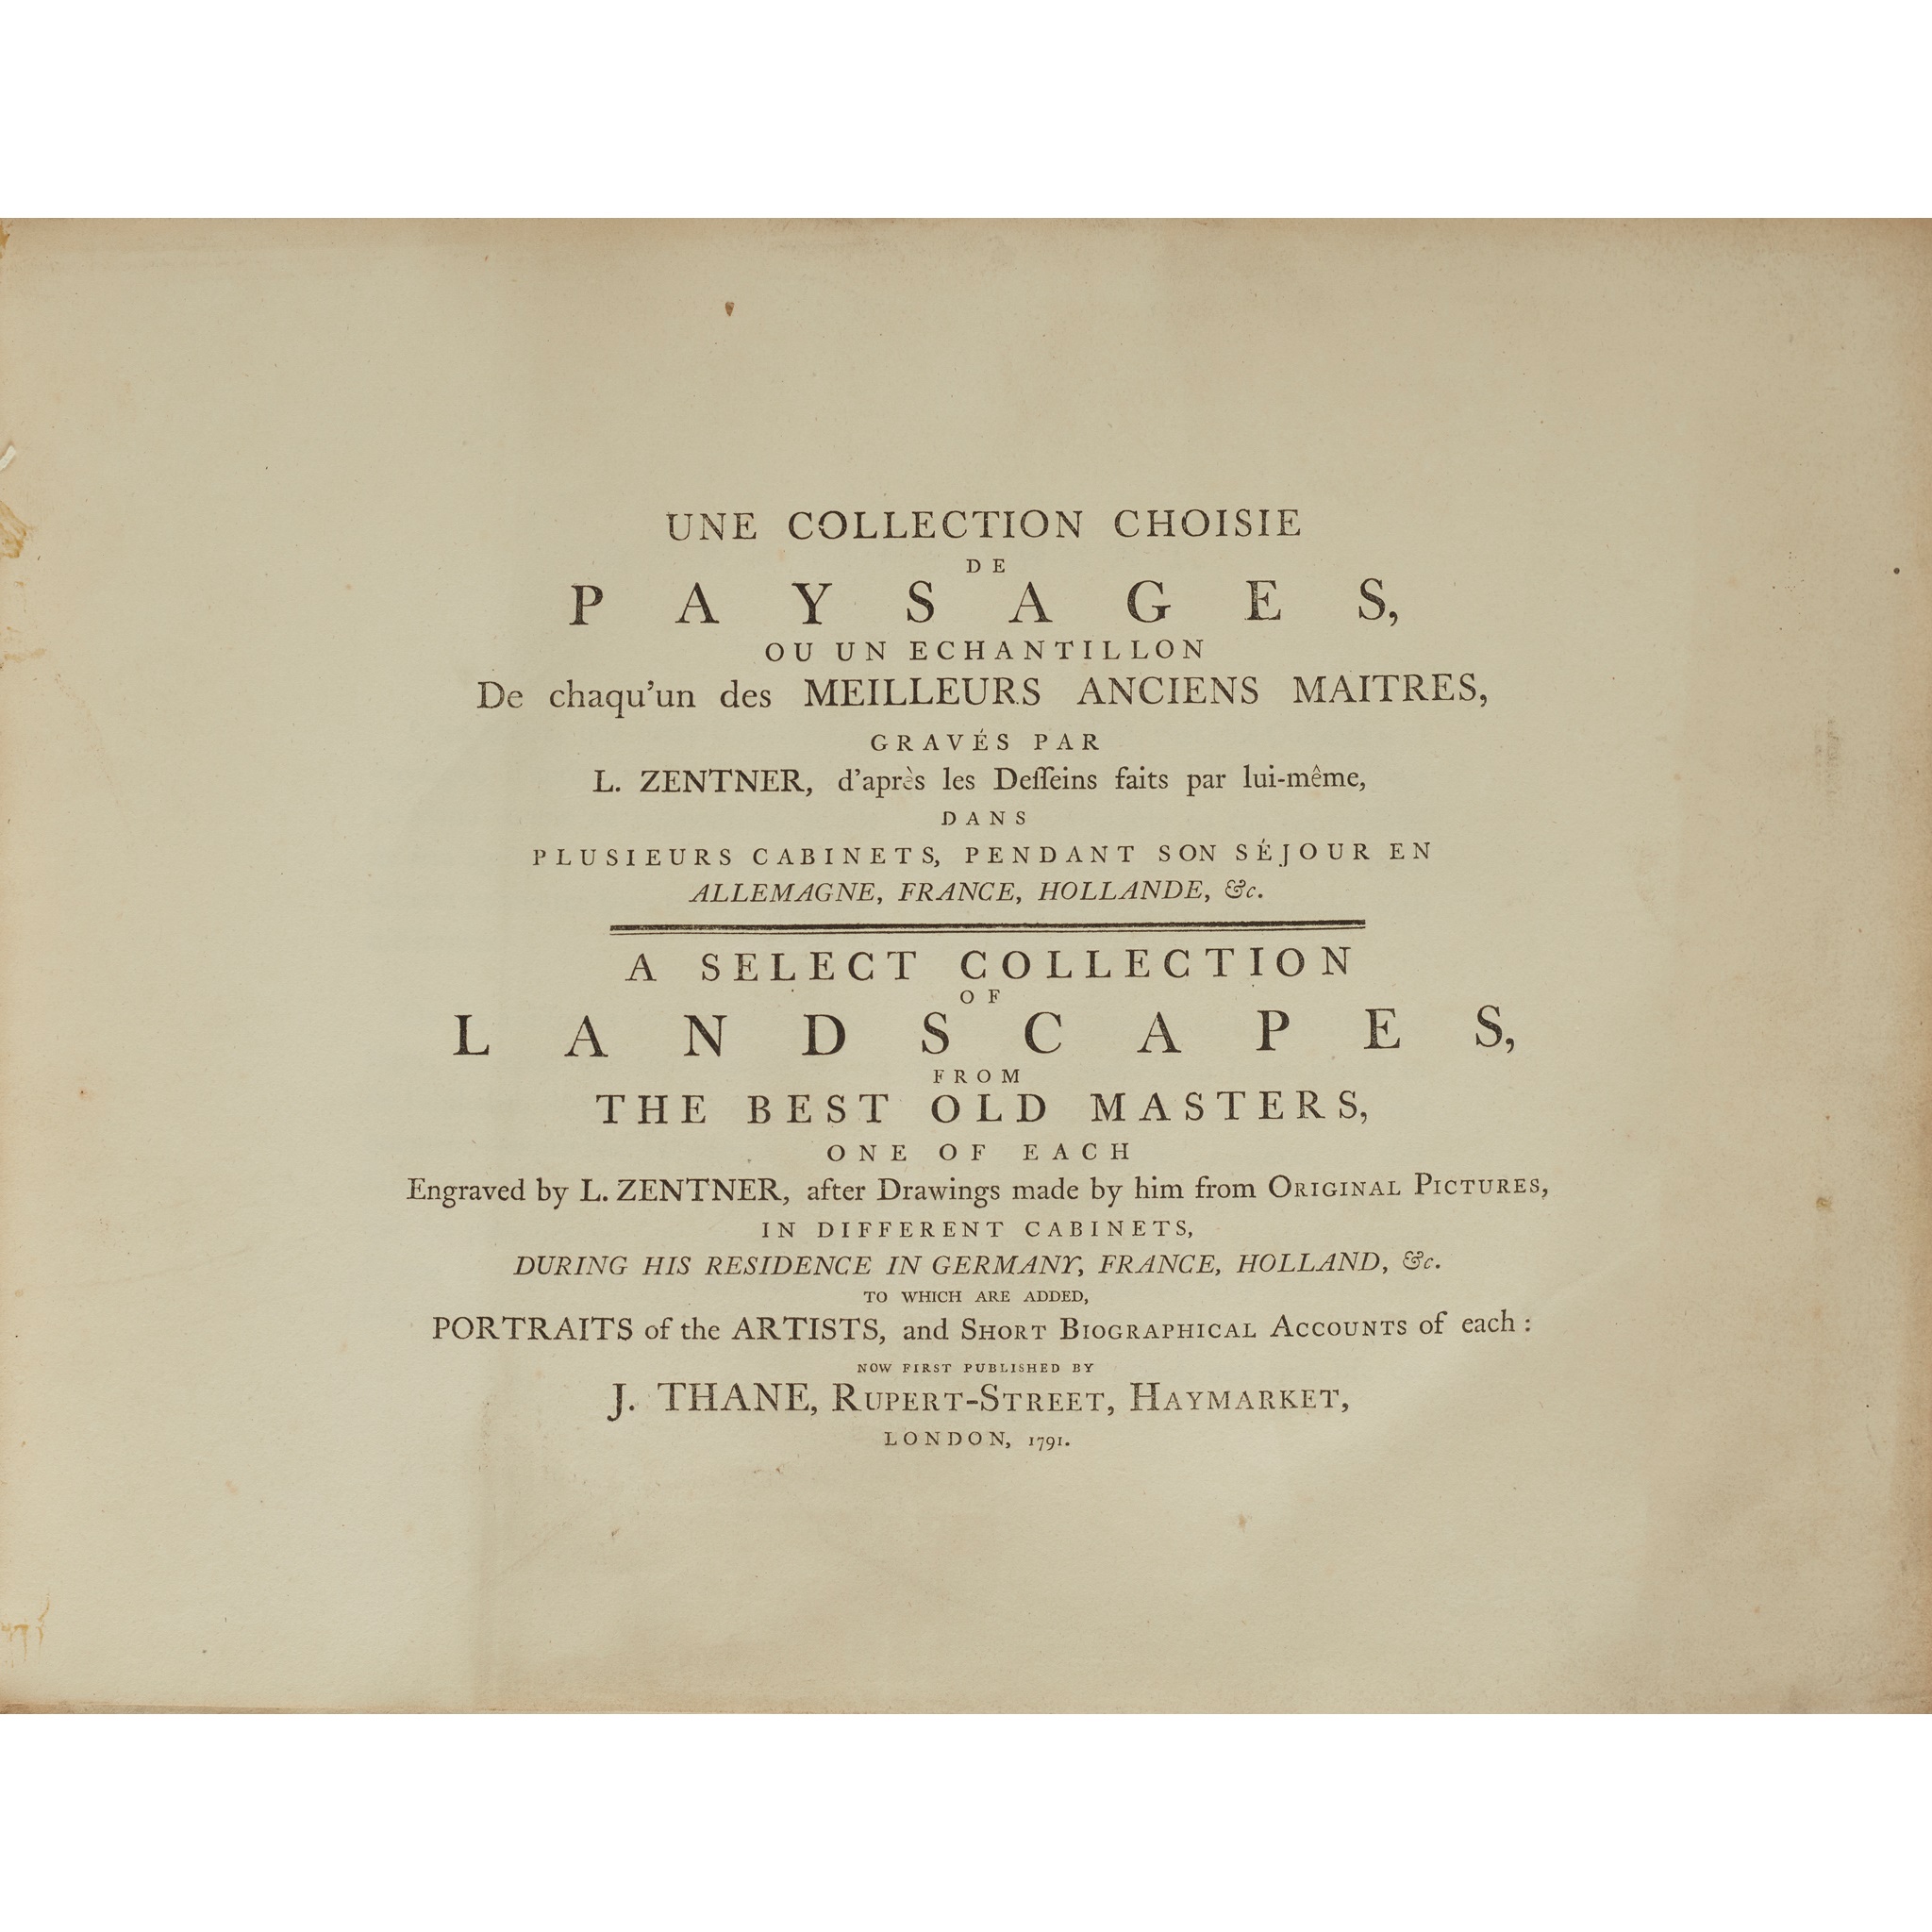 UNE COLLECTION CHOISIE
DE
PAYSAGES,
OU UN ECHANTILLON
De chaqu'un des MEILLEURS ANCIENS MAITRES,
GRAVÉS PAR
L. ZENTNER, d'après les Deſſeins faits par lui-même,
DANS
PLUSIEURS CABINETS, PENDANT SON SÉJOUR EN
ALLEMAGNE, FRANCE, HOLLANDE, &c.
A SELECT COLLECTION
OF
LANDSCAPES,
FROM
THE BEST OLD MASTERS,
ONE OF EACH
Engraved by L. ZENTNER, after Drawings made by him from ORIGINAL PICTURES,
IN DIFFERENT CABINETS,
DURING HIS RESIDENCE IN GERMANY, FRANCE, HOLLAND, &c.
TO WHICH ARE ADDED,
PORTRAITS of the ARTISTS, and SHORT BIOGRAPHICAL ACCOUNTS of each:
NOW FIRST PUBLISHED BY
J. THANE, RUPERT-STREET, HAYMARKET,
LONDON, 1791.